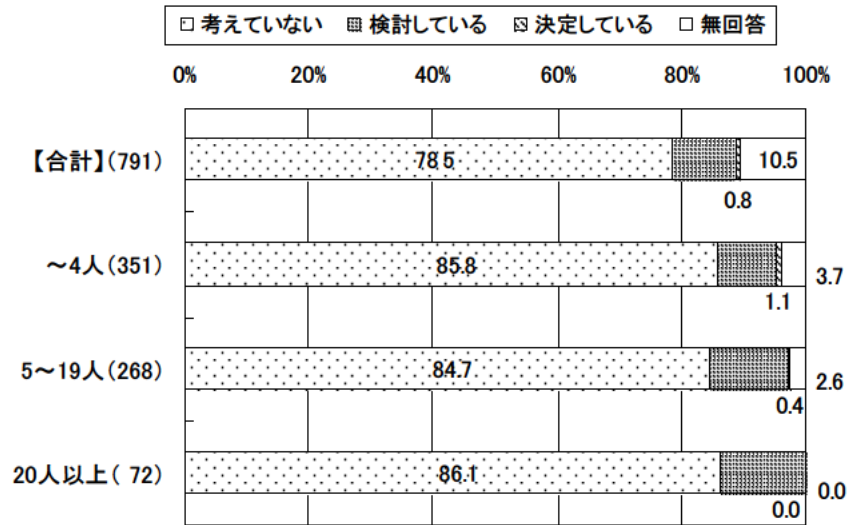 考えていない 検討している 決定している 無回答
0% 20% 40% 60% 80% 100%
【合計】(791) 78.5 10.5
0.8
～4人(351) 85.8 3.7
1.1
5～19人(268) 84.7 2.6
0.4
20人以上( 72) 86.1 0.0
0.0